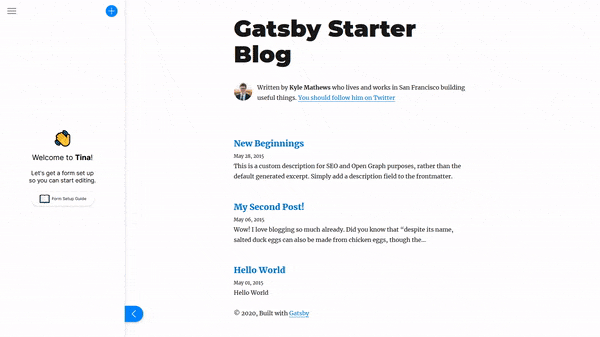 Welcome to Tina!
Let's get a form set up
so you can start editing.
Form Setup Guide
Gatsby Starter
Blog
Written by Kyle Mathews who lives and works in San Francisco building
useful things. You should follow him on Twitter
New Beginnings
May 28, 2015
This is a custom description for SEO and Open Graph purposes, rather than the
default generated excerpt. Simply add a description field to the frontmatter.
My Second Post!
May 06, 2015
Wow! I love blogging so much already. Did you know that “despite its name,
salted duck eggs can also be made from chicken eggs, though the…
Hello World
May 01, 2015
Hello World
© 2020, Built with Gatsby